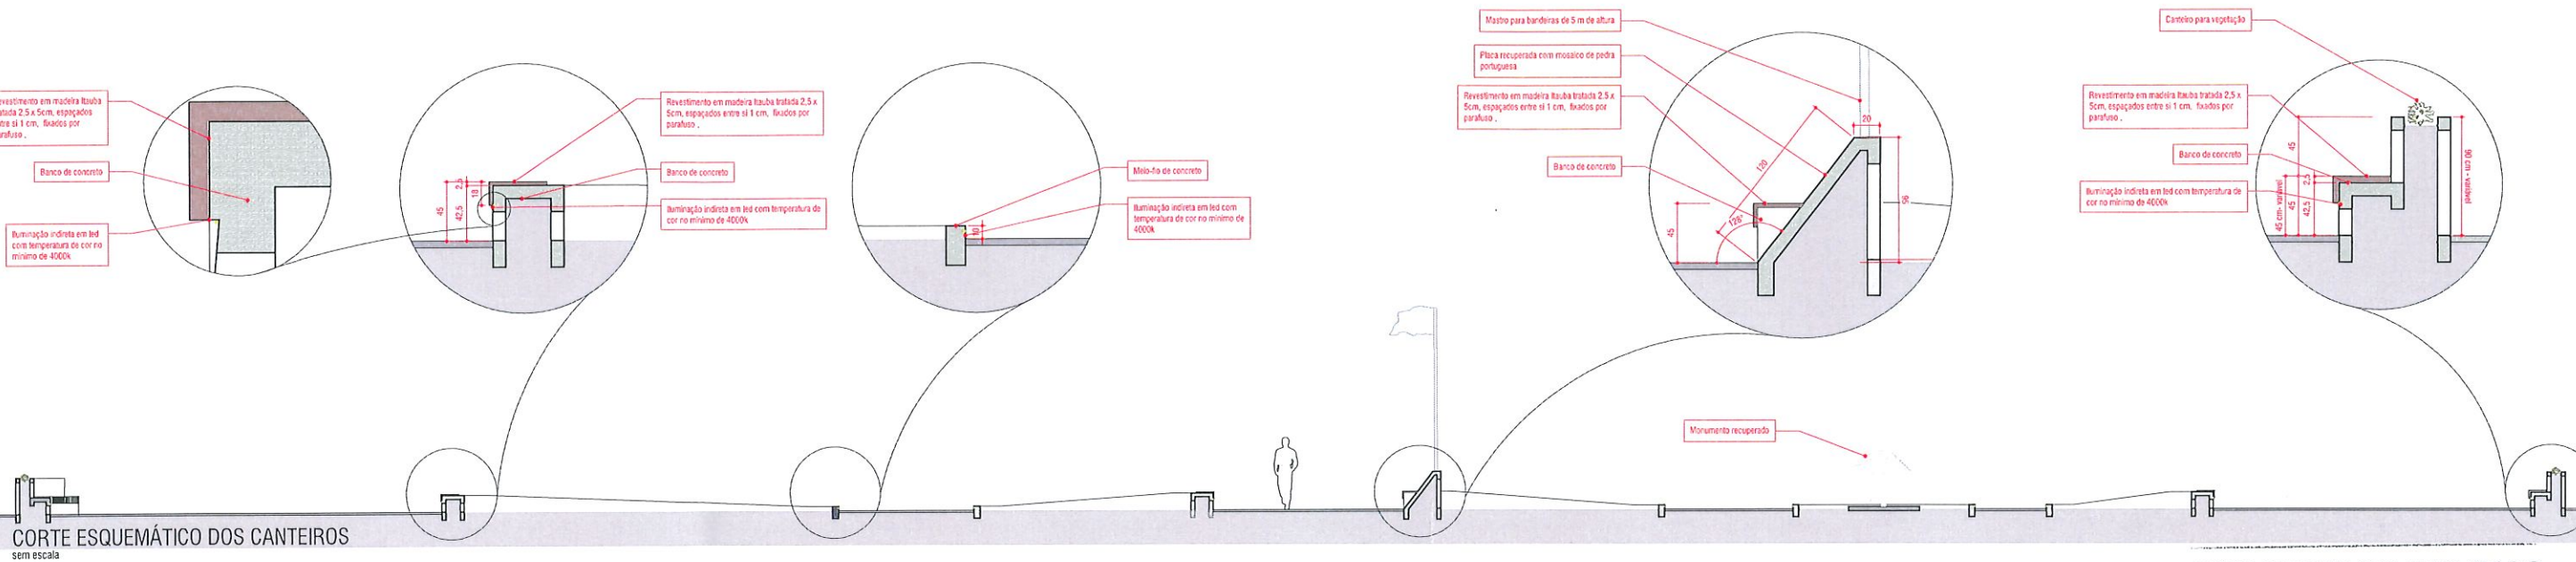 evestimento em madeira Itauba
atada 2,5 x 5cm, espaçados
ntre si 1 cm, fixados por
arafuso .
Banco de concreto
Iluminação indireta em led
com temperatura de cor no
mínimo de 4000k
45
42,5
2,5
18
Revestimento em madeira Itauba tratada 2,5 x
5cm, espaçados entre si 1 cm, fixados por
parafuso .
Banco de concreto
Iluminação indireta em led com temperatura de
cor no mínimo de 4000k
10
Meio-fio de concreto
Iluminação indireta em led com
temperatura de cor no mínimo de
4000k
Mastro para bandeiras de 5 m de altura
Placa recuperada com mosaico de pedra
portuguesa
Revestimento em madeira Itauba tratada 2,5 x
5cm, espaçados entre si 1 cm, fixados por
parafuso .
Banco de concreto
20
120
128°
45
Monumento recuperado
Canteiro para vegetação
Revestimento em madeira Itauba tratada 2,5 x
5cm, espaçados entre si 1 cm, fixados por
parafuso .
Banco de concreto
Iluminação indireta em led com temperatura de
cor no mínimo de 4000k
45
2,5
45 cm- variável
45
42,5
90 cm - variável
CORTE ESQUEMÁTICO DOS CANTEIROS
sem escala